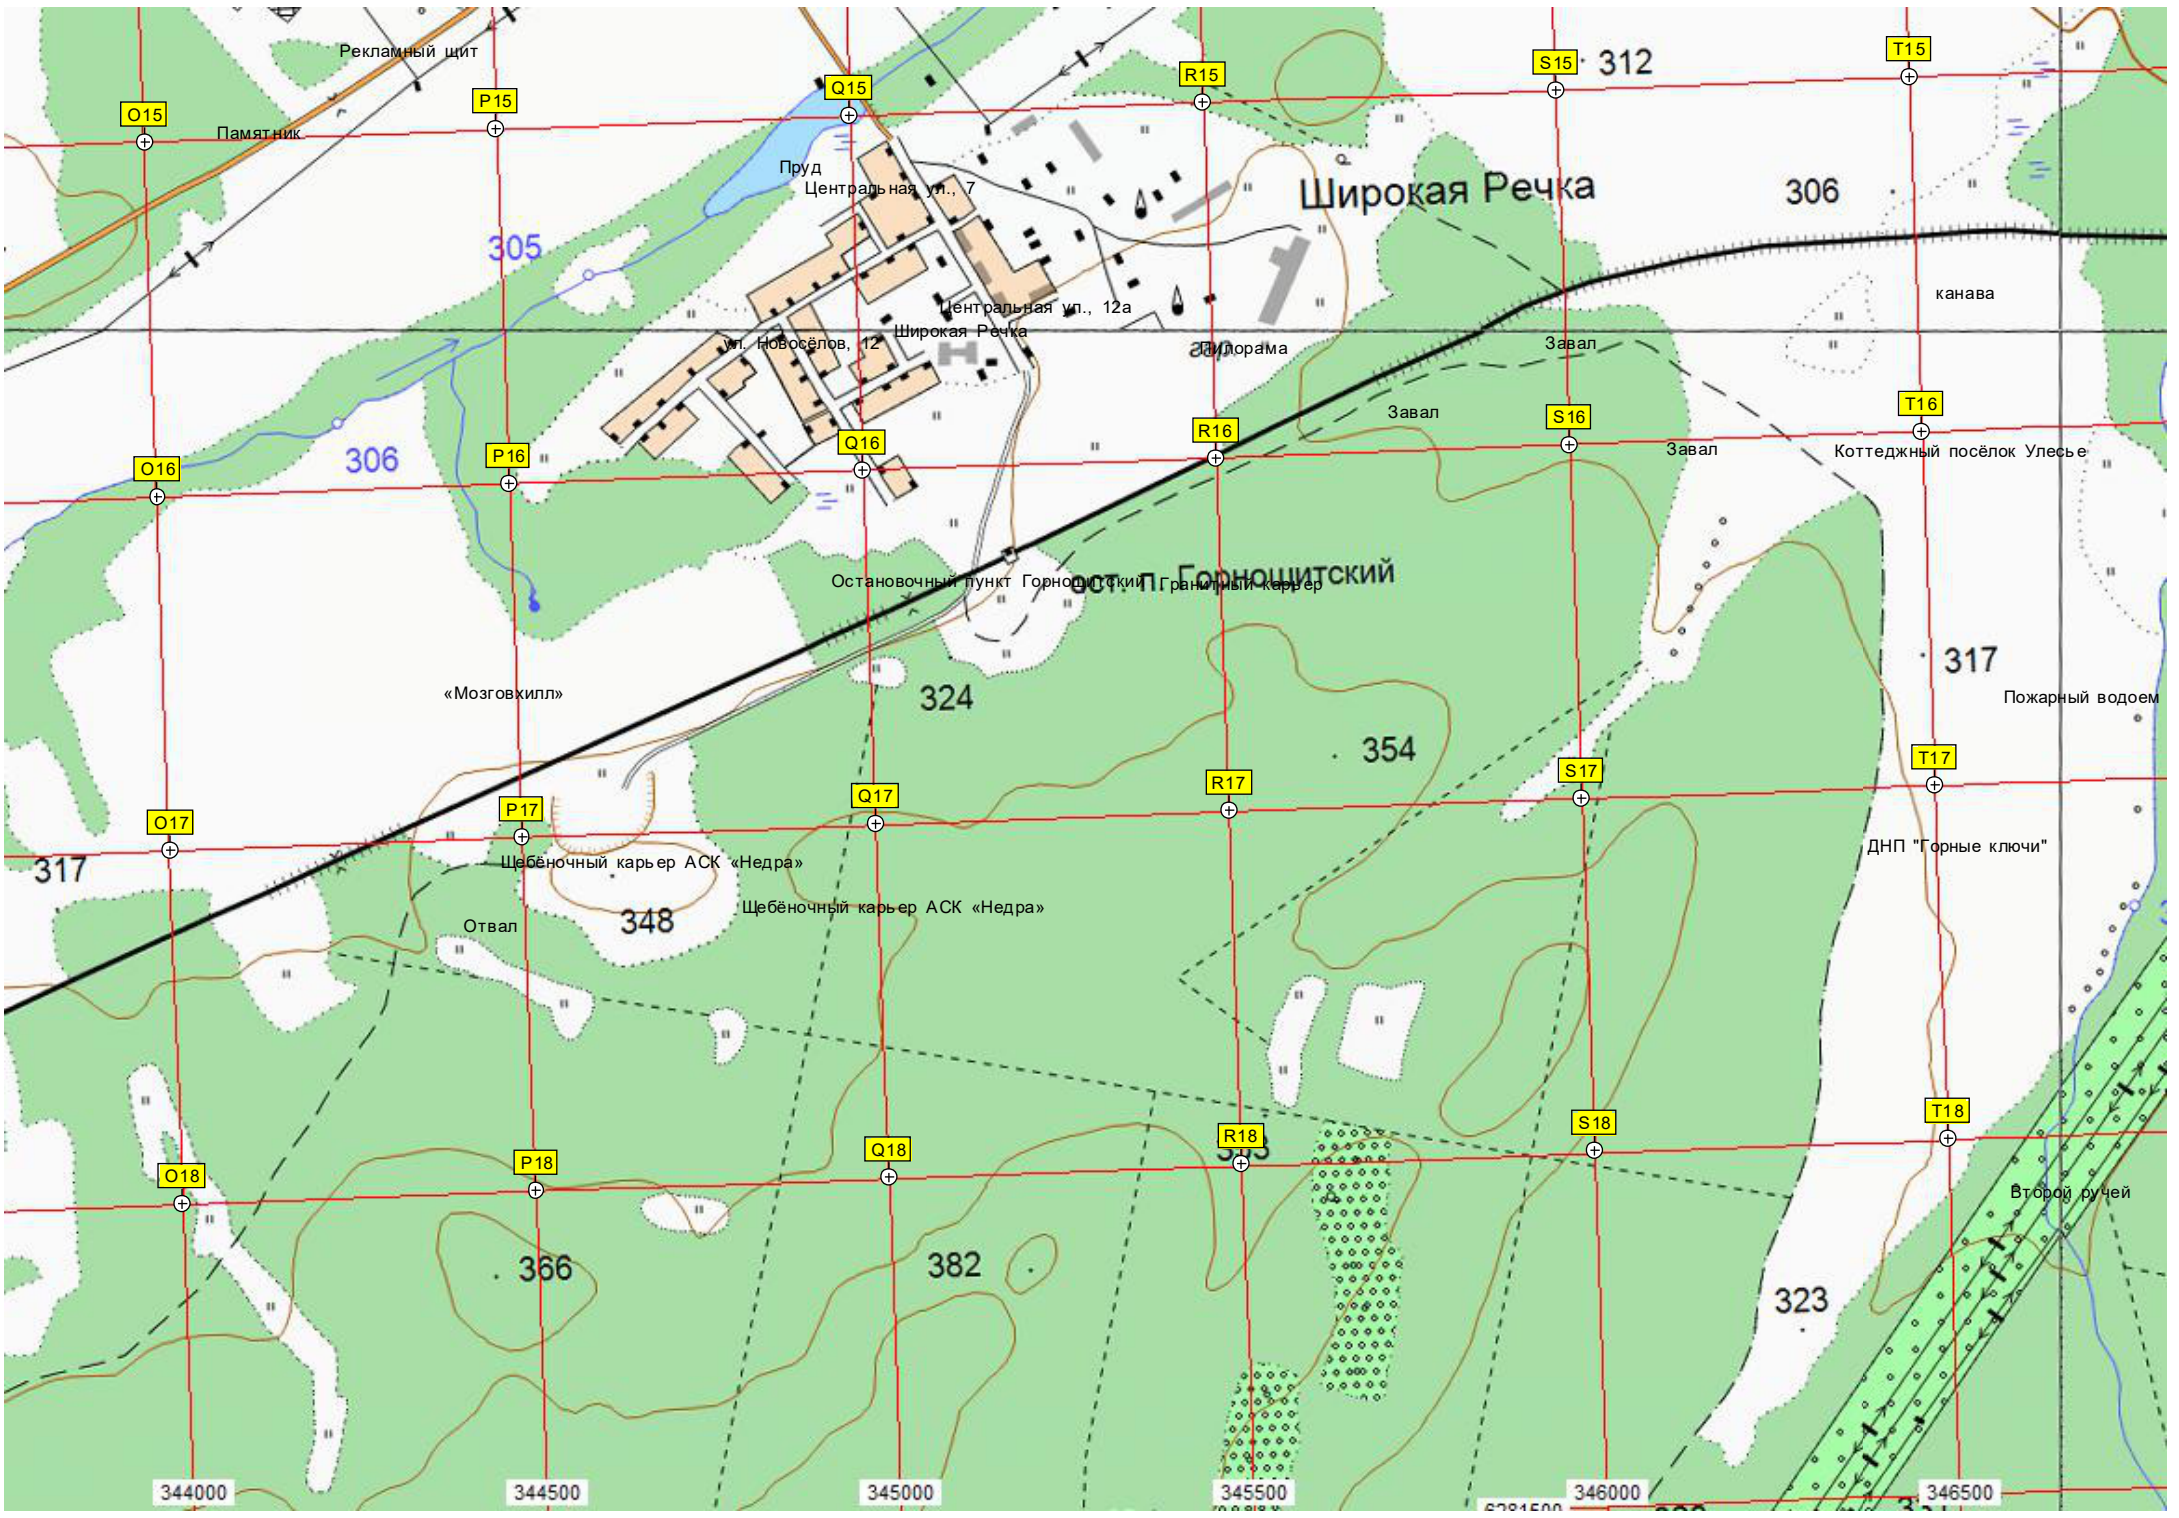 Рекламный щит
312
T15
S15
R15
Q15
P15
O15
Памятник
Пруд
Центральная ул., 7
Широкая Речка
306
305
канава
Центральная ул., 12а
Широкая Речка
ул. Новосёлов, 12
Пилорама
Завал
Завал
T16
S16
R16
Q16
P16
O16
306
Завал
Коттеджный посёлок Улесье
ост. п. Горнощитский
Остановочный пункт Горнощитский
Гранитный карьер
317
«Мозговхилл»
324
Пожарный водоем
354
T17
S17
R17
Q17
P17
O17
317
ДНП "Горные ключи"
Щебёночный карьер АСК «Недра»
Щебёночный карьер АСК «Недра»
348
Отвал
T18
S18
R18
Q18
P18
O18
Второй ручей
366
382
323
344000
344500
345000
345500
346000
346500
6281500